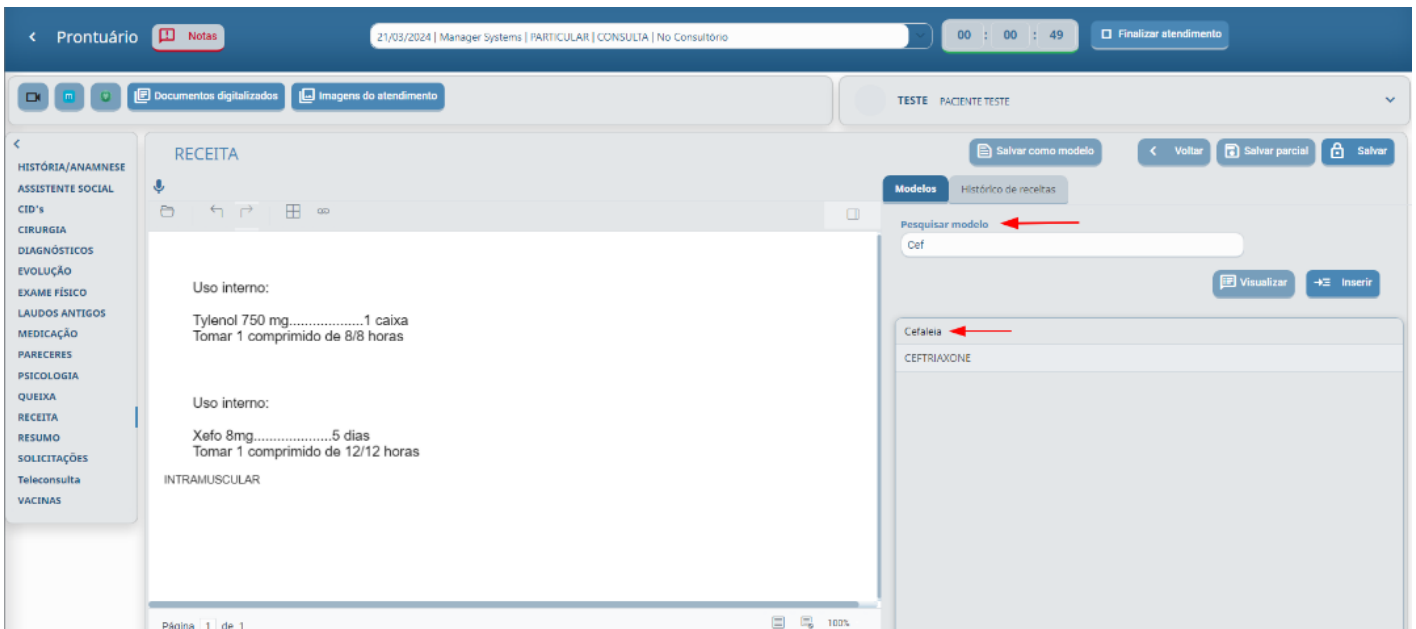 Prontuário
Notas
21/03/2024 | Manager Systems | PARTICULAR | CONSULTA | No Consultório
00 : 00 : 49
Finalizar atendimento
Documentos digitalizados
Imagens do atendimento
TESTE PACIENTE TESTE
HISTÓRIA/ANAMNESE
ASSISTENTE SOCIAL
CID's
CIRURGIA
DIAGNÓSTICOS
EVOLUÇÃO
EXAME FÍSICO
LAUDOS ANTIGOS
MEDICAÇÃO
PARECERES
PSICOLOGIA
QUEIXA
RECEITA
RESUMO
SOLICITAÇÕES
Teleconsulta
VACINAS
RECEITA
Salvar como modelo
Voltar
Salvar parcial
Salvar
Uso interno:
Tylenol 750 mg...................1 caixa
Tomar 1 comprimido de 8/8 horas
Uso interno:
Xefo 8mg....................5 dias
Tomar 1 comprimido de 12/12 horas
INTRAMUSCULAR
Página 1 de 1
100%
Modelos
Histórico de receitas
Pesquisar modelo
Cef
Visualizar
Inserir
Cefaleia
CEFTRIAXONE